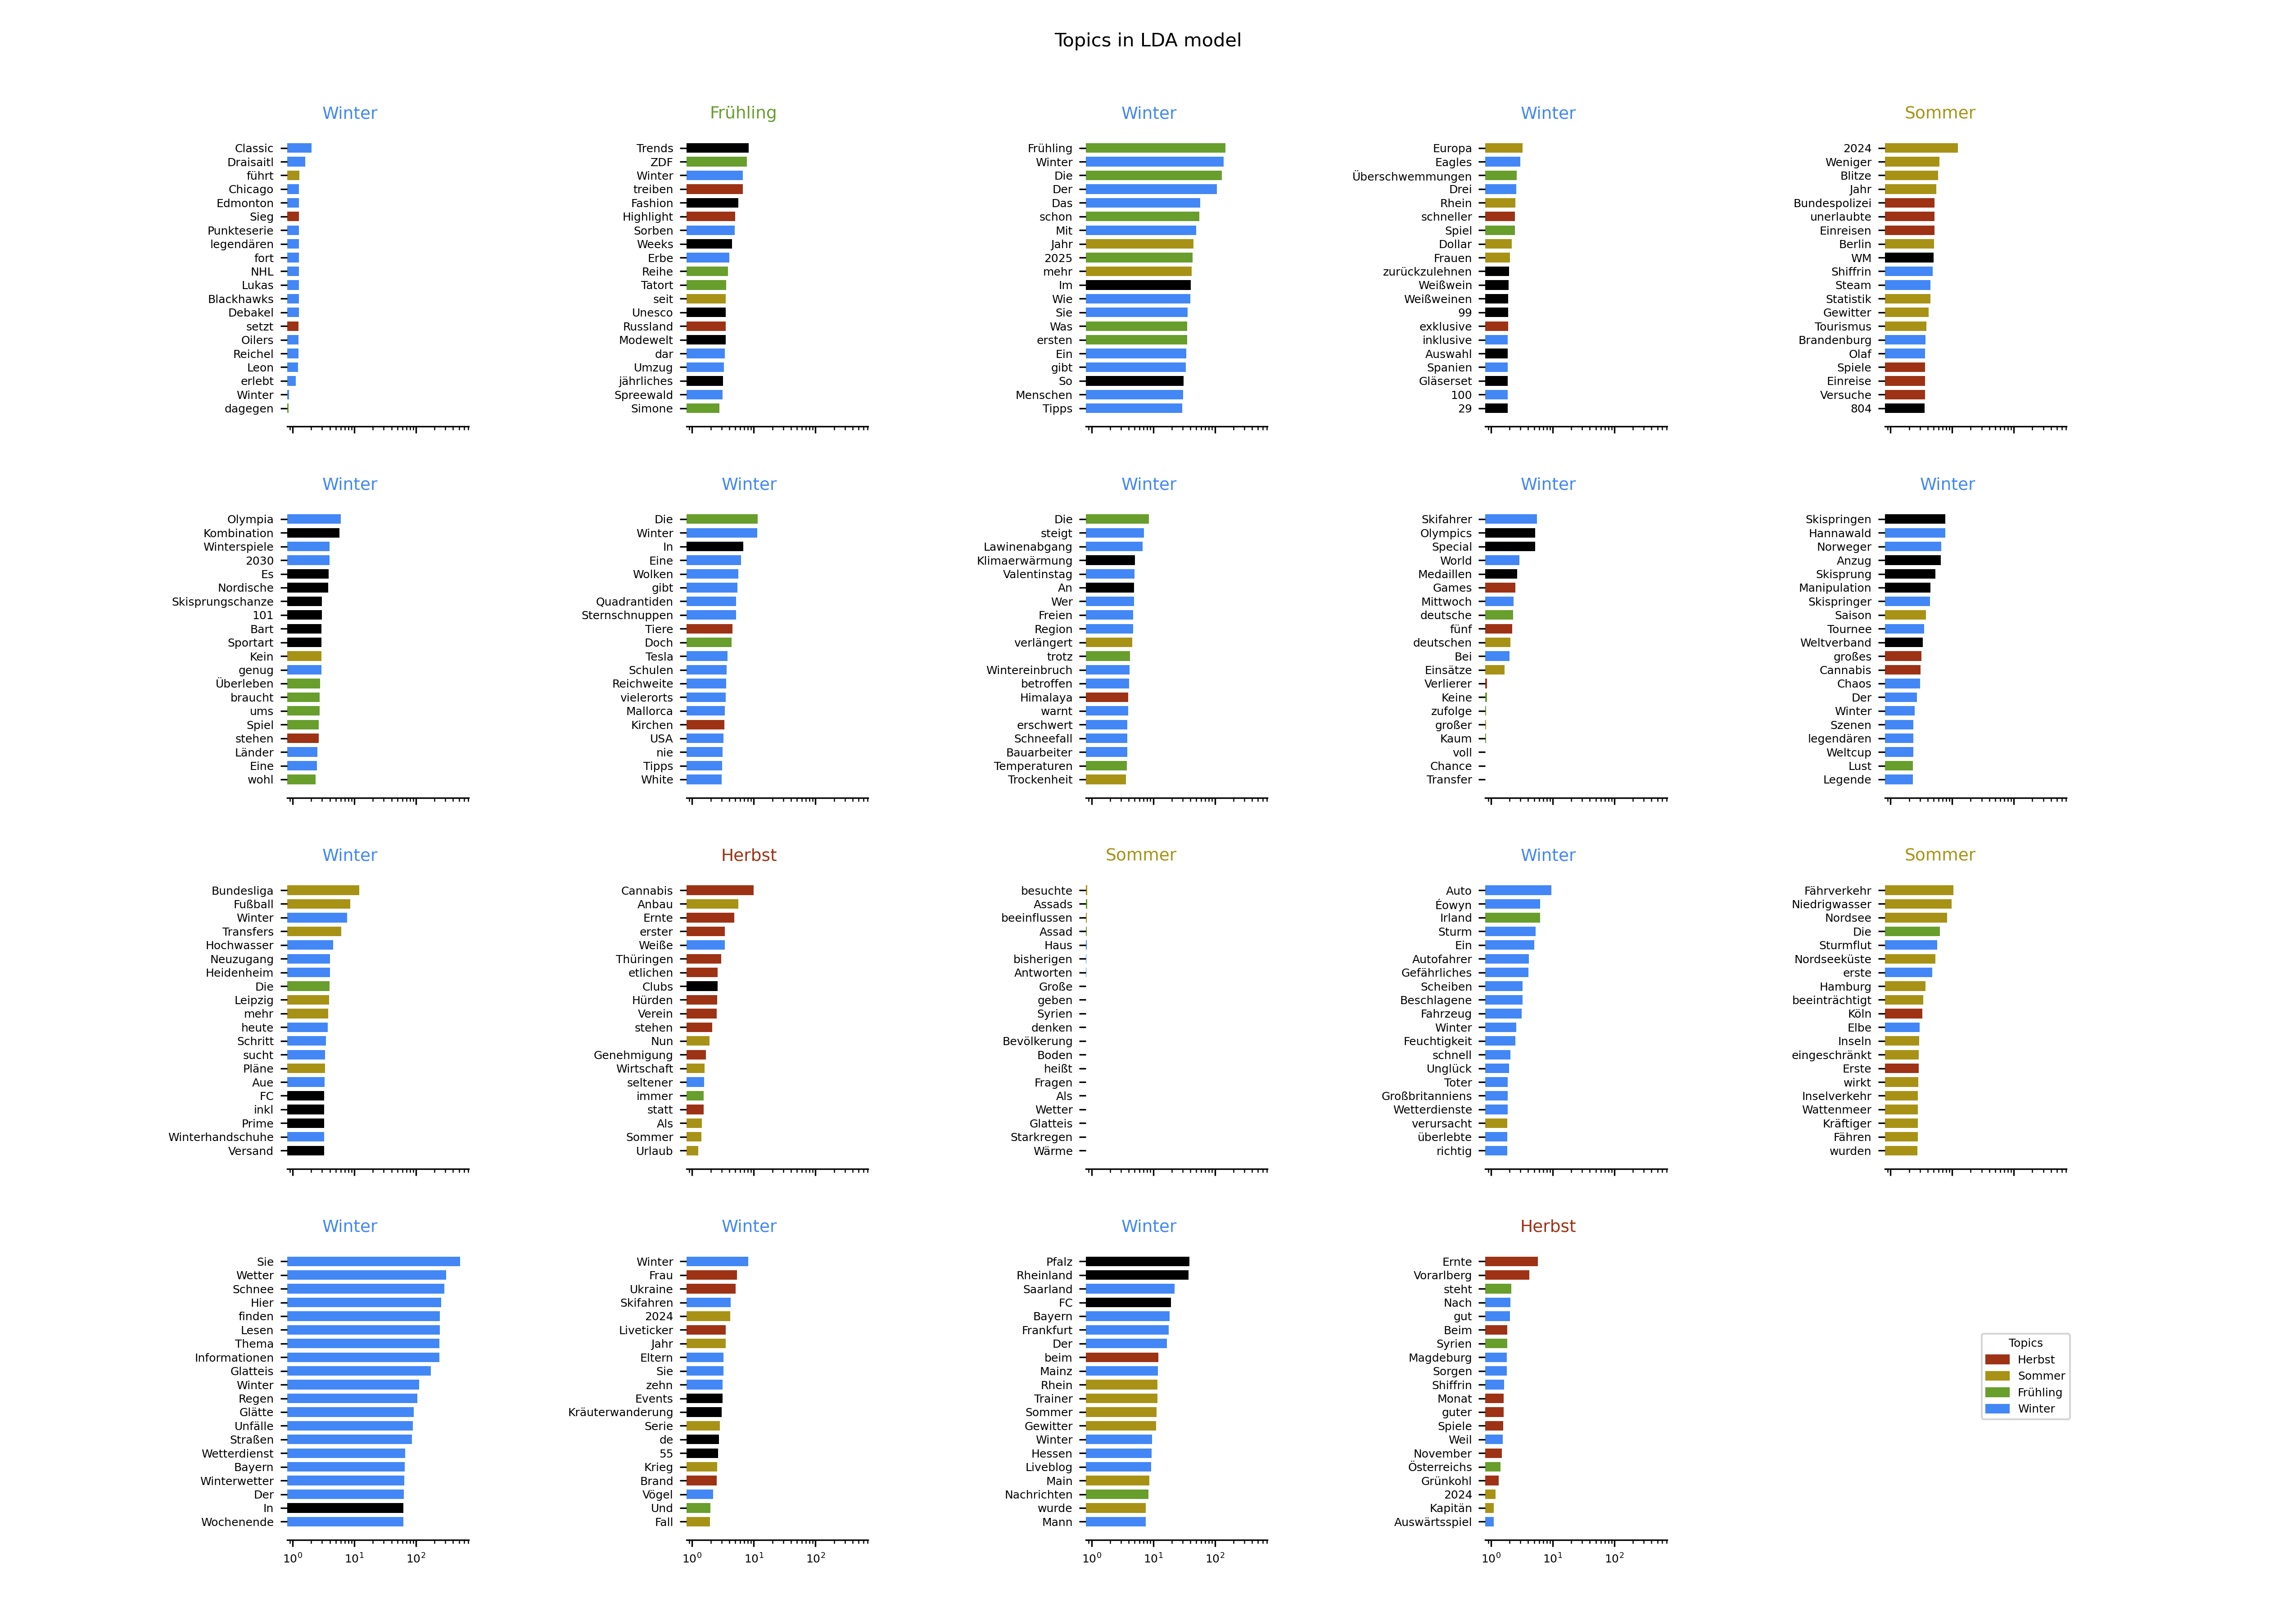 Topics in LDA model
Winter
Classic
Draisaitl
führt
Chicago
Edmonton
Sieg
Punkteserie
legendären
fort
NHL
Lukas
Blackhawks
Debakel
setzt
Oilers
Reichel
Leon
erlebt
Winter
dagegen
Frühling
Trends
ZDF
Winter
treiben
Fashion
Highlight
Sorben
Weeks
Erbe
Reihe
Tatort
seit
Unesco
Russland
Modewelt
dar
Umzug
jährliches
Spreewald
Simone
Winter
Frühling
Winter
Die
Der
Das
schon
Mit
Jahr
2025
mehr
Im
Wie
Sie
Was
ersten
Ein
gibt
So
Menschen
Tipps
Winter
Europa
Eagles
Überschwemmungen
Drei
Rhein
schneller
Spiel
Dollar
Frauen
zurückzulehnen
Weißwein
Weißweinen
99
exklusive
inklusive
Auswahl
Spanien
Gläserset
100
29
Sommer
2024
Weniger
Blitze
Jahr
Bundespolizei
unerlaubte
Einreisen
Berlin
WM
Shiffrin
Steam
Statistik
Gewitter
Tourismus
Brandenburg
Olaf
Spiele
Einreise
Versuche
804
Winter
Olympia
Kombination
Winterspiele
2030
Es
Nordische
Skisprungschanze
101
Bart
Sportart
Kein
genug
Überleben
braucht
ums
Spiel
stehen
Länder
Eine
wohl
Winter
Die
Winter
In
Eine
Wolken
gibt
Quadrantiden
Sternschnuppen
Tiere
Doch
Tesla
Schulen
Reichweite
vielerorts
Mallorca
Kirchen
USA
nie
Tipps
White
Winter
Die
steigt
Lawinenabgang
Klimaerwärmung
Valentinstag
An
Wer
Freien
Region
verlängert
trotz
Wintereinbruch
betroffen
Himalaya
warnt
erschwert
Schneefall
Bauarbeiter
Temperaturen
Trockenheit
Winter
Skifahrer
Olympics
Special
World
Medaillen
Games
Mittwoch
deutsche
fünf
deutschen
Bei
Einsätze
Verlierer
Keine
zufolge
großer
Kaum
voll
Chance
Transfer
Winter
Skispringen
Hannawald
Norweger
Anzug
Skisprung
Manipulation
Skispringer
Saison
Tournee
Weltverband
großes
Cannabis
Chaos
Der
Winter
Szenen
legendären
Weltcup
Lust
Legende
Winter
Bundesliga
Fußball
Winter
Transfers
Hochwasser
Neuzugang
Heidenheim
Die
Leipzig
mehr
heute
Schritt
sucht
Pläne
Aue
FC
inkl
Prime
Winterhandschuhe
Versand
Herbst
Cannabis
Anbau
Ernte
erster
Weiße
Thüringen
etlichen
Clubs
Hürden
Verein
stehen
Nun
Genehmigung
Wirtschaft
seltener
immer
statt
Als
Sommer
Urlaub
Sommer
besuchte
Assads
beeinflussen
Assad
Haus
bisherigen
Antworten
Große
geben
Syrien
denken
Bevölkerung
Boden
heißt
Fragen
Als
Wetter
Glatteis
Starkregen
Wärme
Winter
Auto
Éowyn
Irland
Sturm
Ein
Autofahrer
Gefährliches
Scheiben
Beschlagene
Fahrzeug
Winter
Feuchtigkeit
schnell
Unglück
Toter
Großbritanniens
Wetterdienste
verursacht
überlebte
richtig
Sommer
Fährverkehr
Niedrigwasser
Nordsee
Die
Sturmflut
Nordseeküste
erste
Hamburg
beeinträchtigt
Köln
Elbe
Inseln
eingeschränkt
Erste
wirkt
Inselverkehr
Wattenmeer
Kräftiger
Fähren
wurden
Winter
Sie
Wetter
Schnee
Hier
finden
Lesen
Thema
Informationen
Glatteis
Winter
Regen
Glätte
Unfälle
Straßen
Wetterdienst
Bayern
Winterwetter
Der
In
Wochenende
10⁰ 10¹ 10²
Winter
Winter
Frau
Ukraine
Skifahren
2024
Liveticker
Jahr
Eltern
Sie
zehn
Events
Kräuterwanderung
Serie
de
55
Krieg
Brand
Vögel
Und
Fall
10⁰ 10¹ 10²
Winter
Pfalz
Rheinland
Saarland
FC
Bayern
Frankfurt
Der
beim
Mainz
Rhein
Trainer
Sommer
Gewitter
Winter
Hessen
Liveblog
Main
Nachrichten
wurde
Mann
10⁰ 10¹ 10²
Herbst
Ernte
Vorarlberg
steht
Nach
gut
Beim
Syrien
Magdeburg
Sorgen
Shiffrin
Monat
guter
Spiele
Weil
November
Österreichs
Grünkohl
2024
Kapitän
Auswärtsspiel
10⁰ 10¹ 10²
Topics
Herbst
Sommer
Frühling
Winter